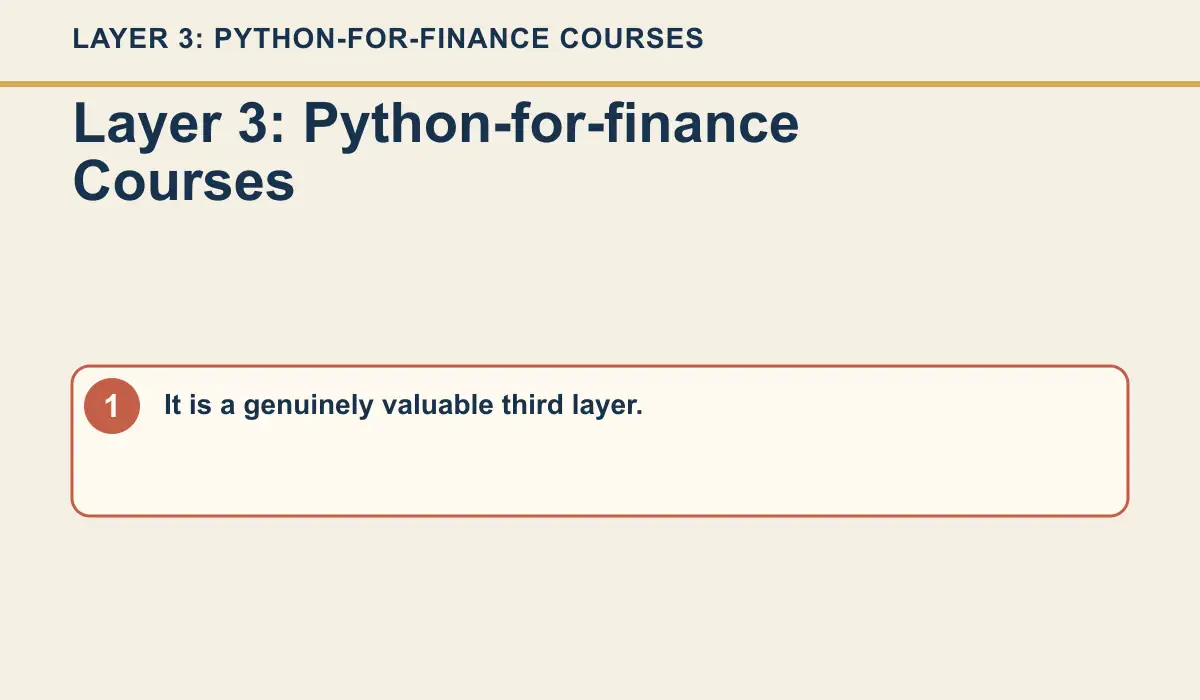 LAYER 3: PYTHON-FOR-FINANCE COURSES
Layer 3: Python-for-finance
Courses
1 It is a genuinely valuable third layer.